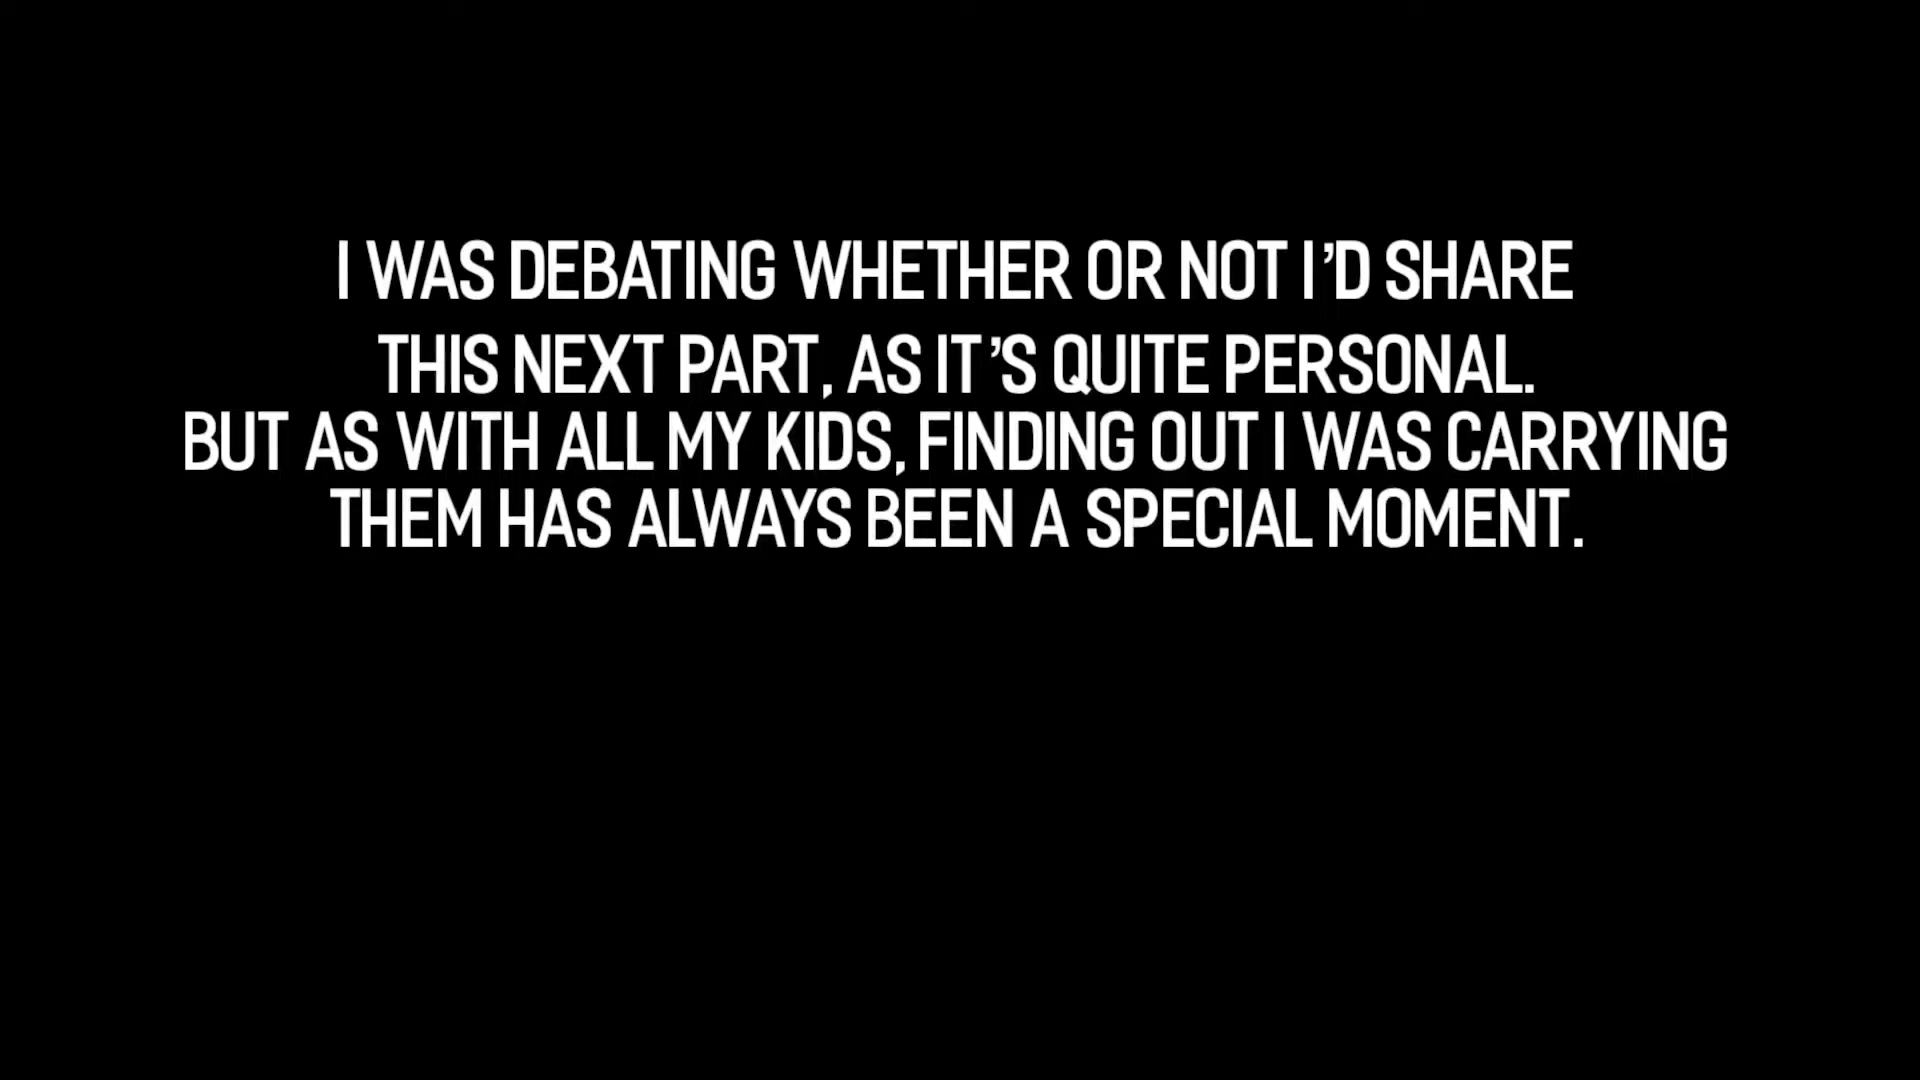 I WAS DEBATING WHETHER OR NOT I'D SHARE
THIS NEXT PART, AS IT'S QUITE PERSONAL.
BUT AS WITH ALL MY KIDS, FINDING OUT I WAS CARRYING
THEM HAS ALWAYS BEEN A SPECIAL MOMENT.